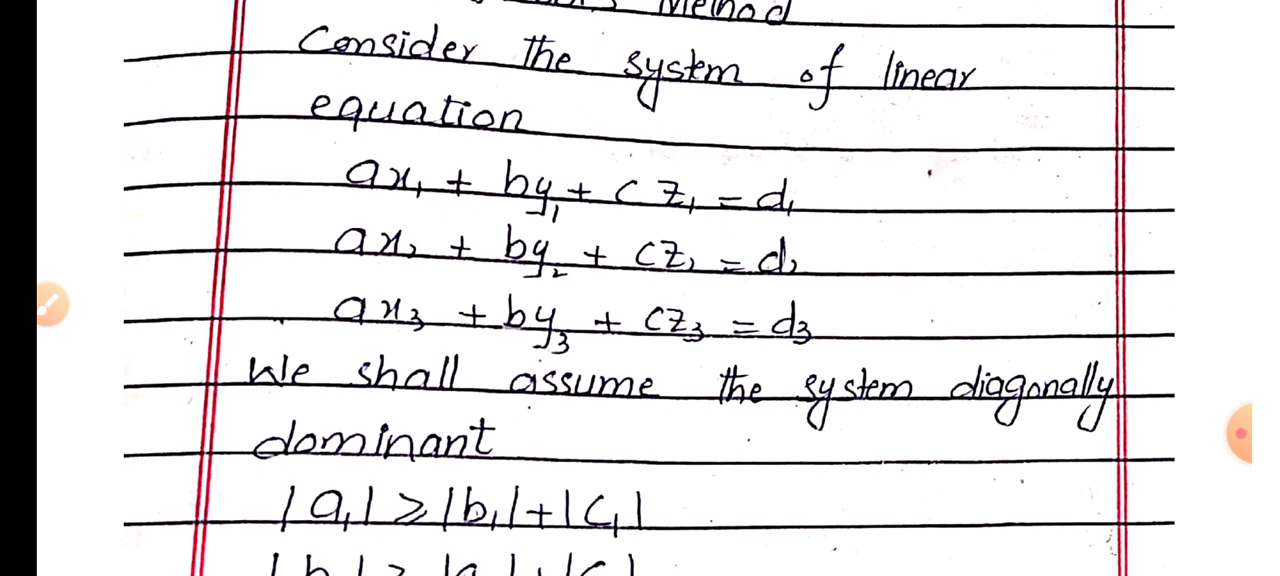 Method
Consider the system of linear
equation
ax₁ + by₁ + cz₁ = d₁
ax₂ + by₂ + cz₂ = d₂
ax₃ + by₃ + cz₃ = d₃
We shall assume the system diagonally
dominant
|a₁| ⩾ |b₁| + |c₁|